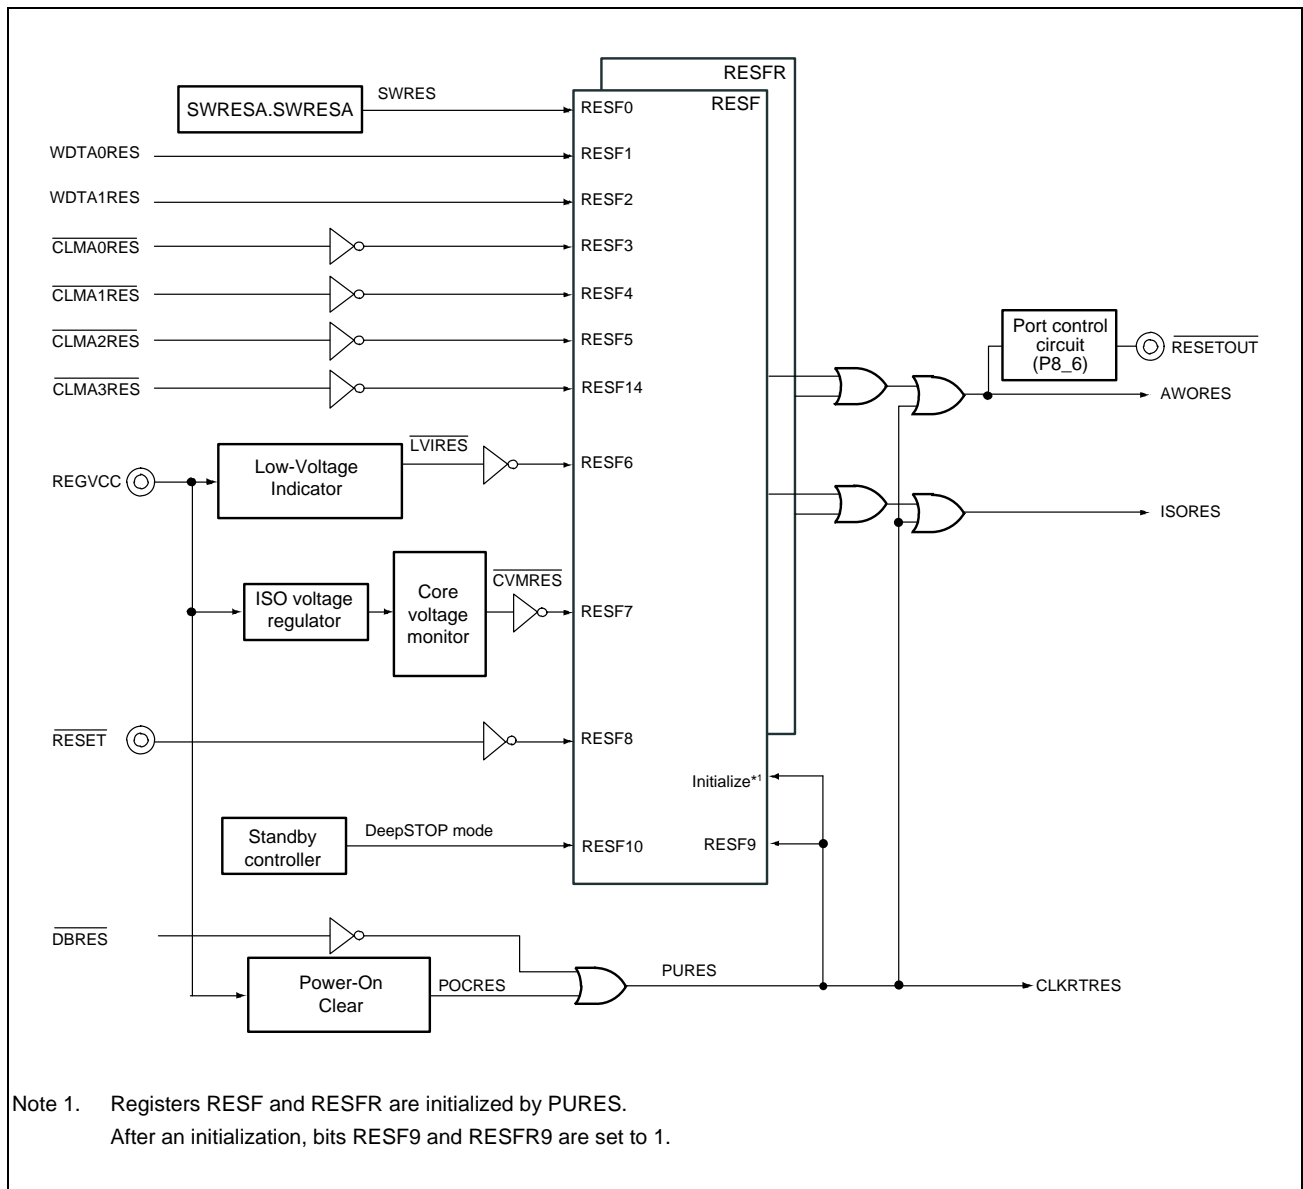 RESFR
RESF
SWRESA.SWRESA
SWRES
RESF0
WDTA0RES
RESF1
WDTA1RES
RESF2
CLMA0RES
RESF3
CLMA1RES
RESF4
CLMA2RES
RESF5
CLMA3RES
RESF14
Port control
circuit
(P8_6)
RESETOUT
AWORES
REGVCC
Low-Voltage
Indicator
LVIRES
RESF6
ISORES
ISO voltage
regulator
Core
voltage
monitor
CVMRES
RESF7
RESET
RESF8
Initialize*1
Standby
controller
DeepSTOP mode
RESF10
RESF9
DBRES
Power-On
Clear
POCRES
PURES
CLKRTRES
Note 1. Registers RESF and RESFR are initialized by PURES.
After an initialization, bits RESF9 and RESFR9 are set to 1.